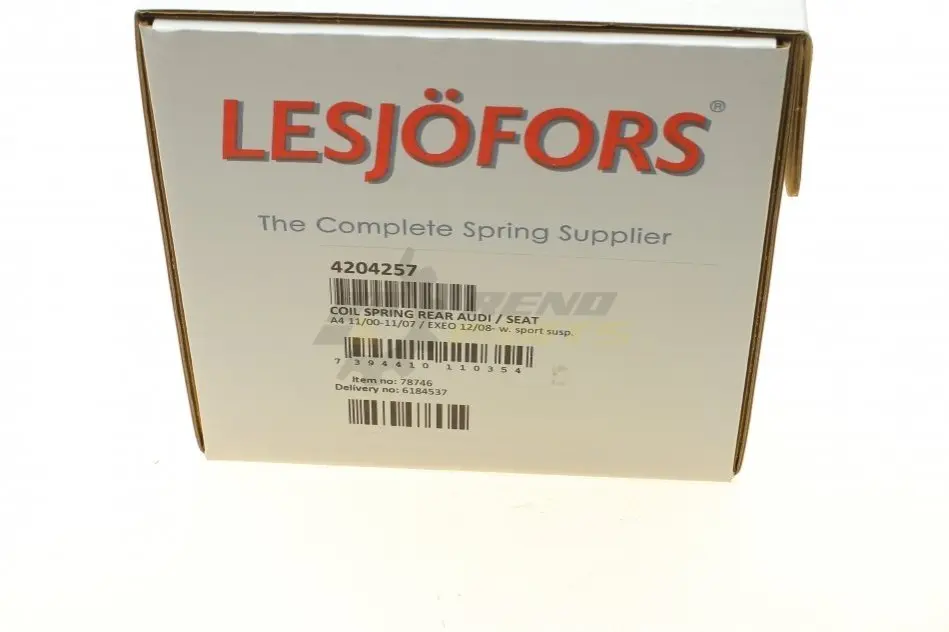 LESJÖFORS®
The Complete Spring Supplier
4204257
COIL SPRING REAR AUDI / SEAT
A4 11/00-11/07 / EXEO 12/08- w. sport susp.
7 394410 110354
Item no: 78746
Delivery no: 6184537